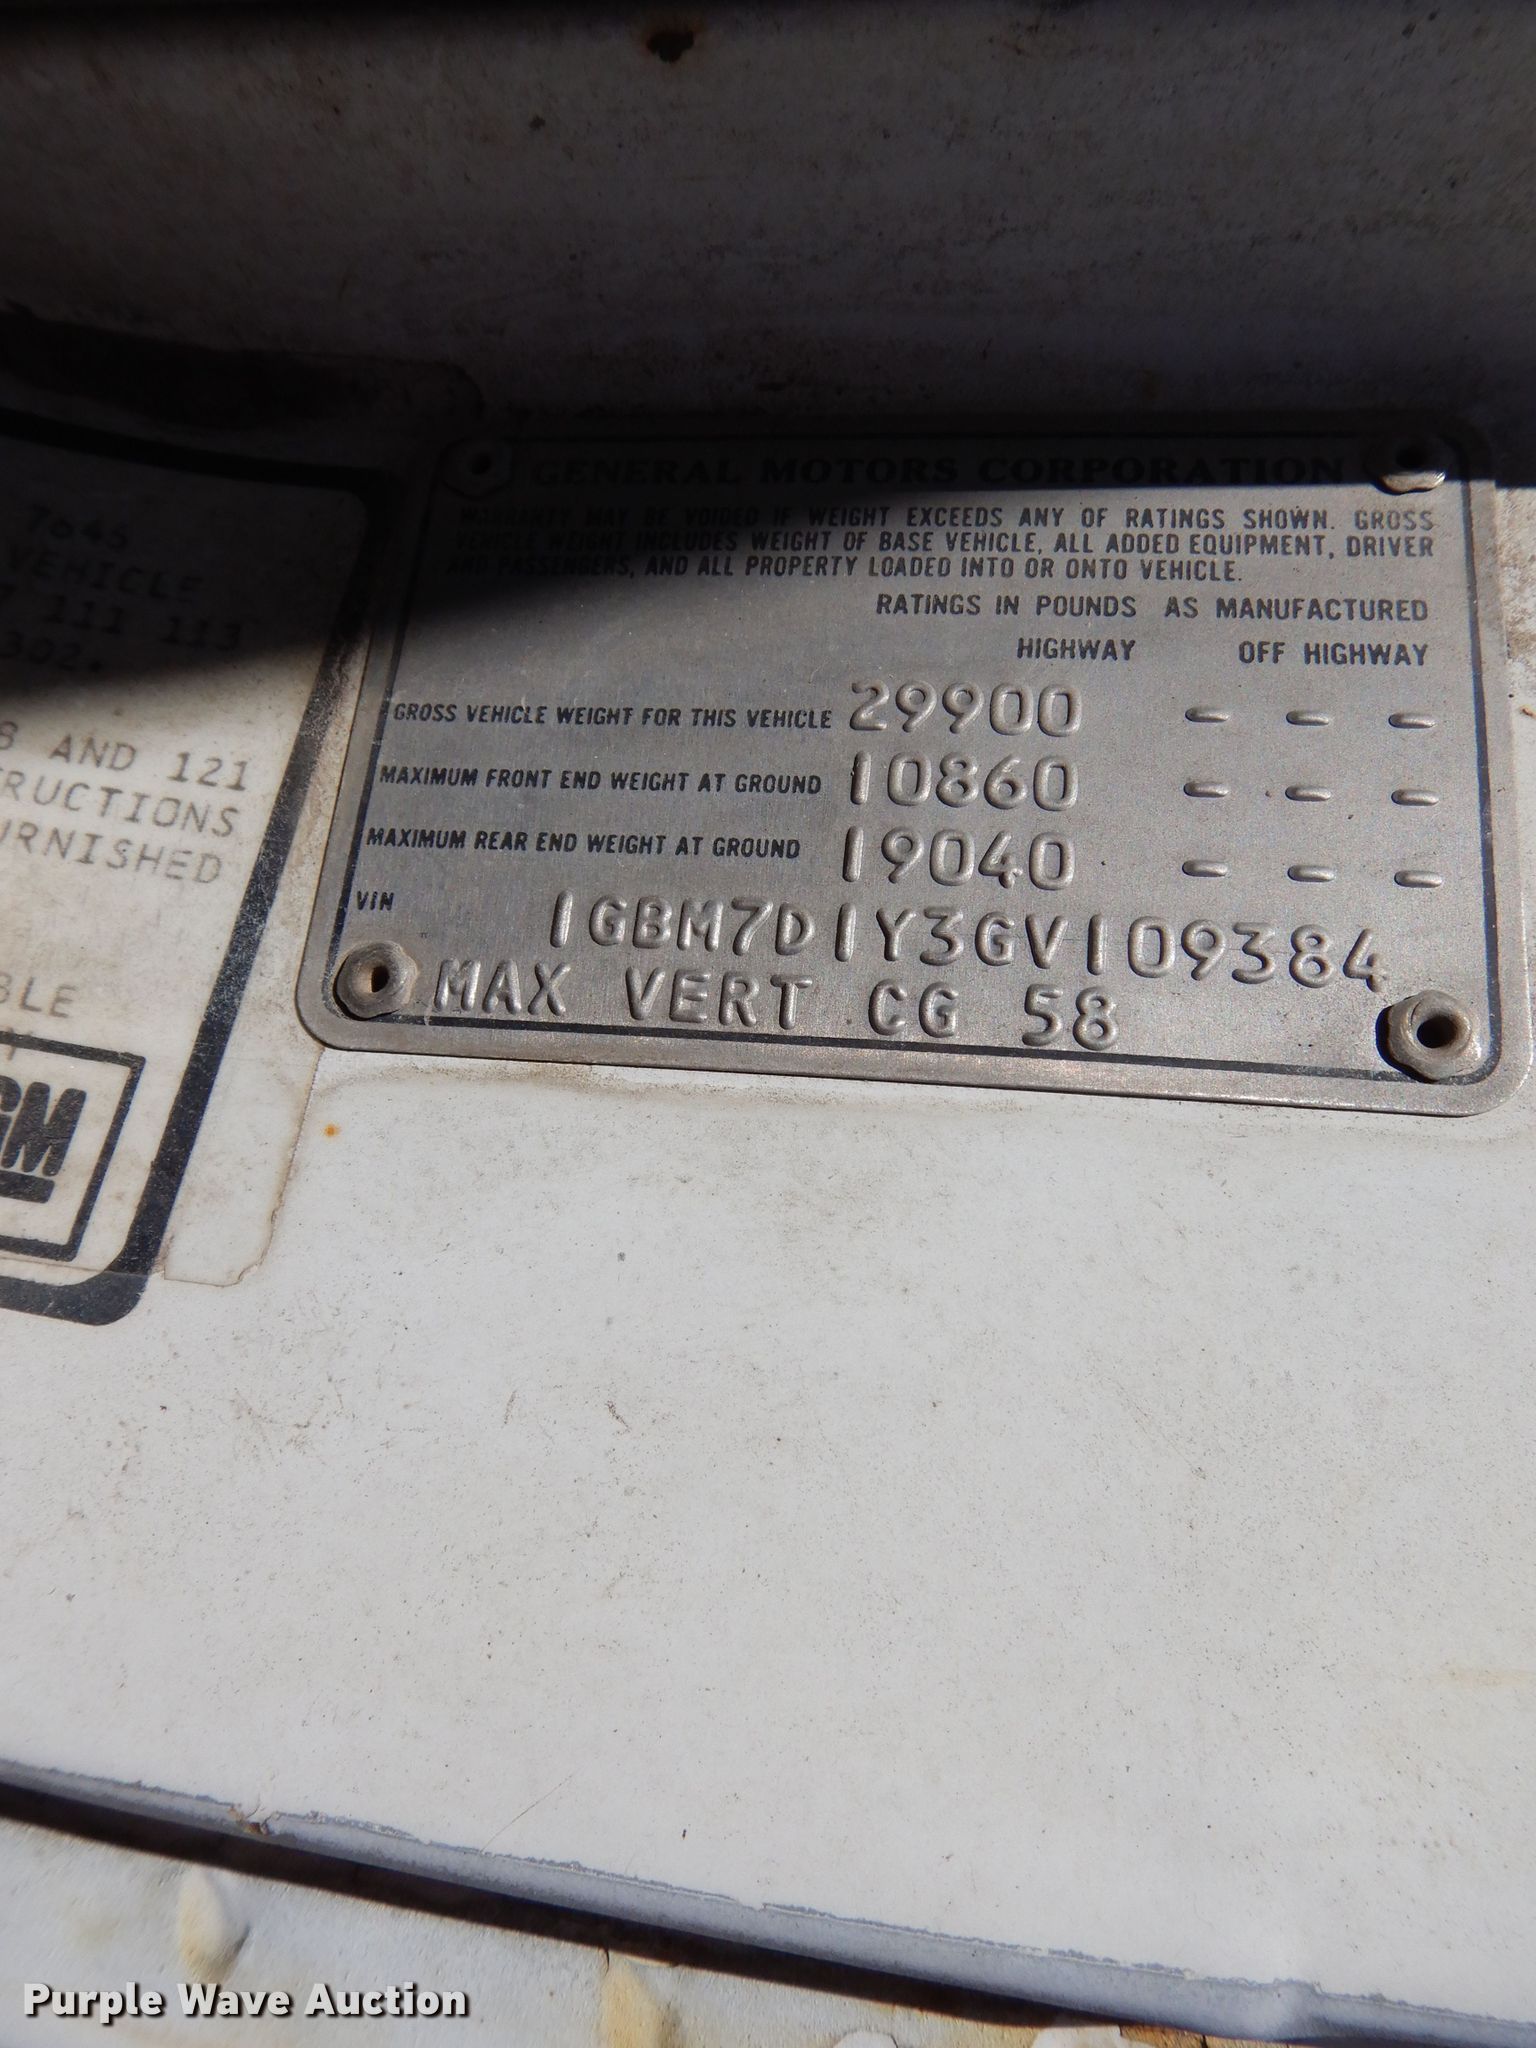 GENERAL MOTORS CORPORATION
WARRANTY MAY BE VOIDED IF WEIGHT EXCEEDS ANY OF RATINGS SHOWN. GROSS
VEHICLE WEIGHT INCLUDES WEIGHT OF BASE VEHICLE, ALL ADDED EQUIPMENT, DRIVER
AND PASSENGERS, AND ALL PROPERTY LOADED INTO OR ONTO VEHICLE.
RATINGS IN POUNDS AS MANUFACTURED
HIGHWAY OFF HIGHWAY
GROSS VEHICLE WEIGHT FOR THIS VEHICLE 29900 - - -
MAXIMUM FRONT END WEIGHT AT GROUND 10860 - - -
MAXIMUM REAR END WEIGHT AT GROUND 19040 - - -
VIN 1GBM7D1Y3GV109384
MAX VERT CG 58
VEHICLE
111 113
302.
8 AND 121
RUCTIONS
URNISHED
BLE
GM
Purple Wave Auction